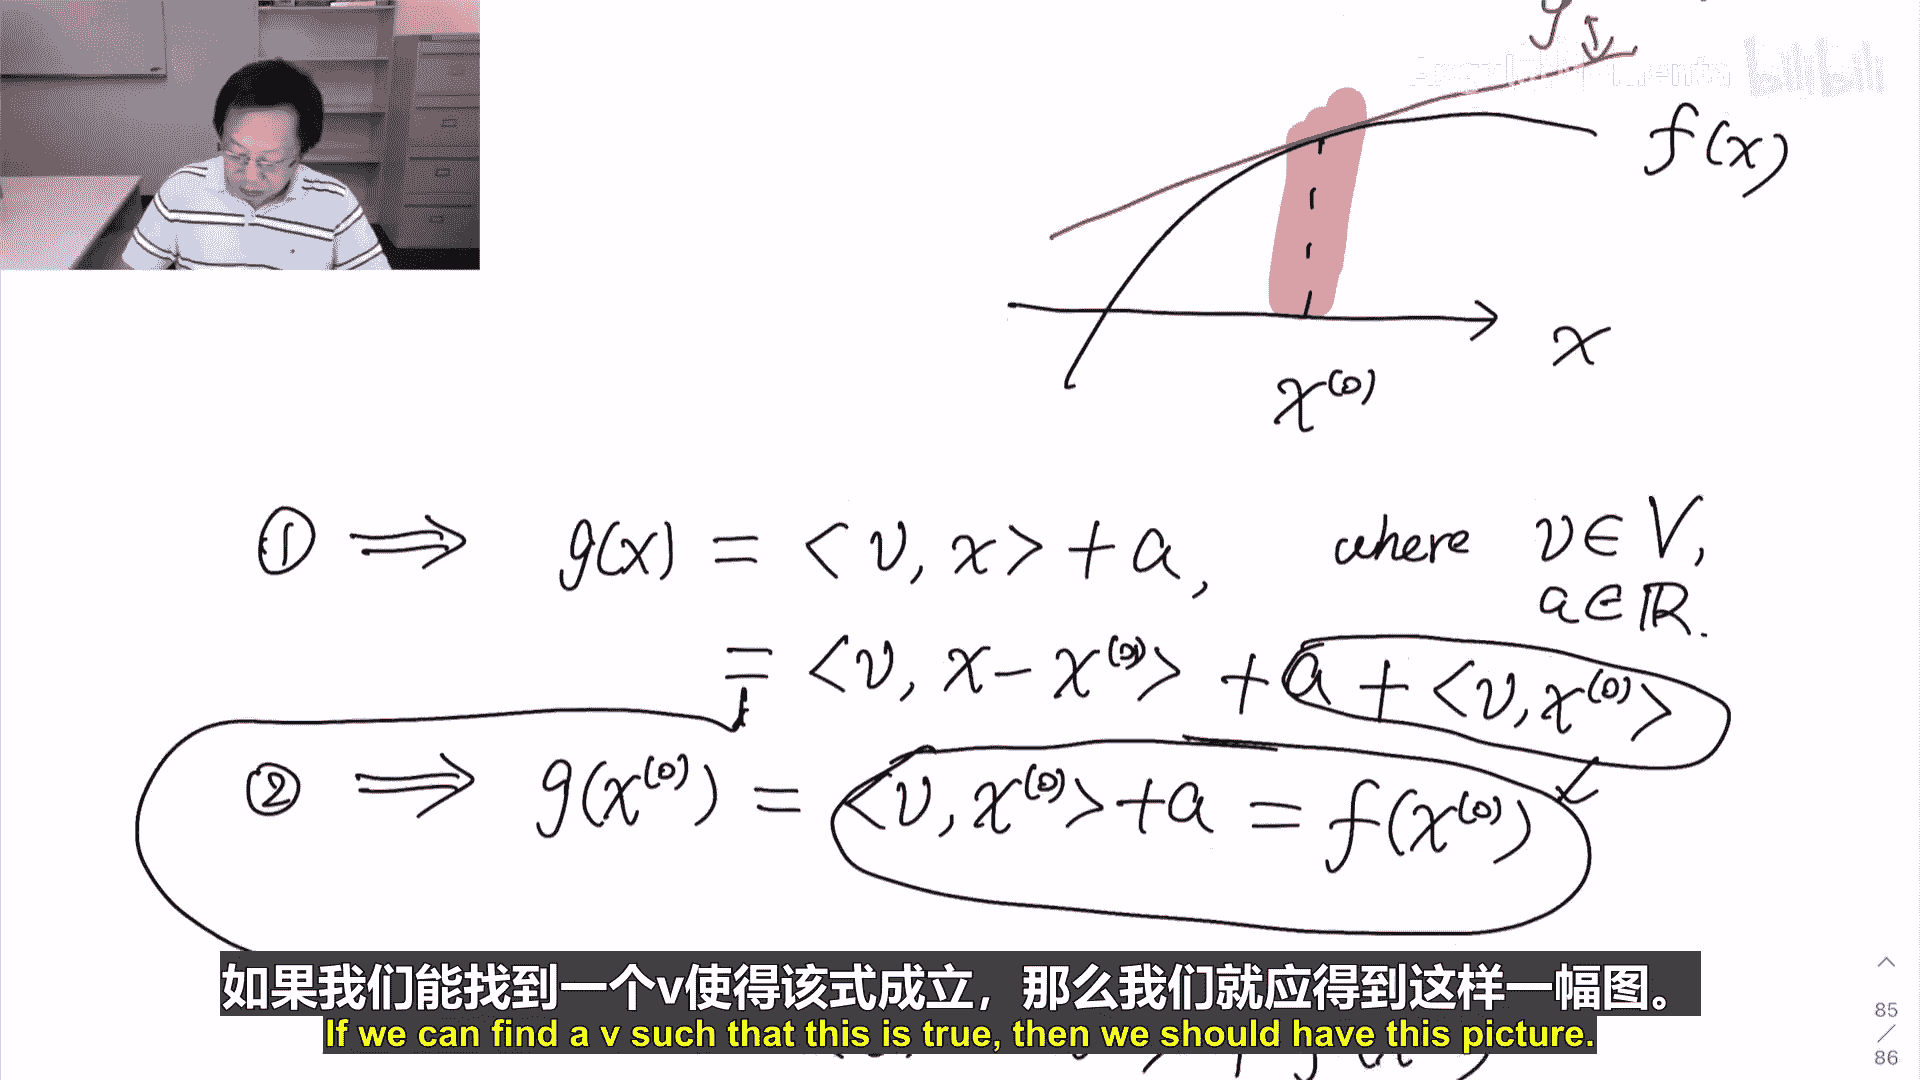 bilibili
f(x)
x
x^(0)
① ⟹ g(x) = <v, x> + a, where v ∈ V,
a ∈ ℝ.
= <v, x - x^(0)> + a + <v, x^(0)>
② ⟹ g(x^(0)) = <v, x^(0)> + a = f(x^(0))
如果我们能找到一个v使得该式成立，那么我们就应得到这样一幅图。
If we can find a v such that this is true, then we should have this picture.
85
/
86